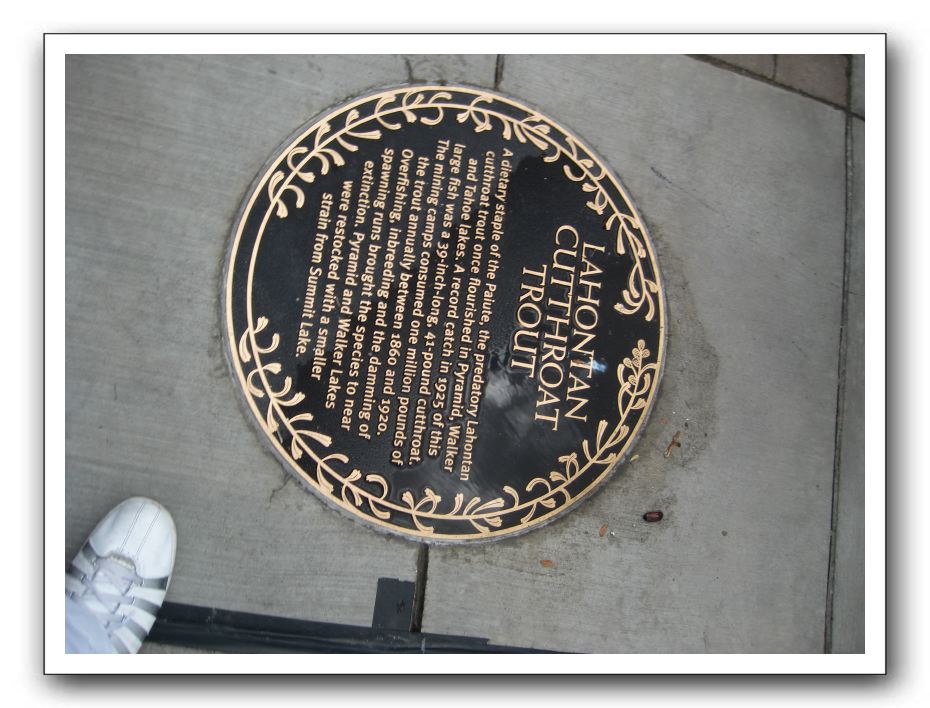 LAHONTAN
CUTTHROAT
TROUT
A dietary staple of the Paiute, the predatory Lahontan
cutthroat trout once flourished in Pyramid, Walker
and Tahoe lakes. A record catch in 1925 of this
large fish was a 39-inch-long, 41-pound cutthroat.
The mining camps consumed one million pounds of
the trout annually between 1860 and 1920.
Overfishing, inbreeding and the damming of
spawning runs brought the species to near
extinction. Pyramid and Walker Lakes
were restocked with a smaller
strain from Summit Lake.